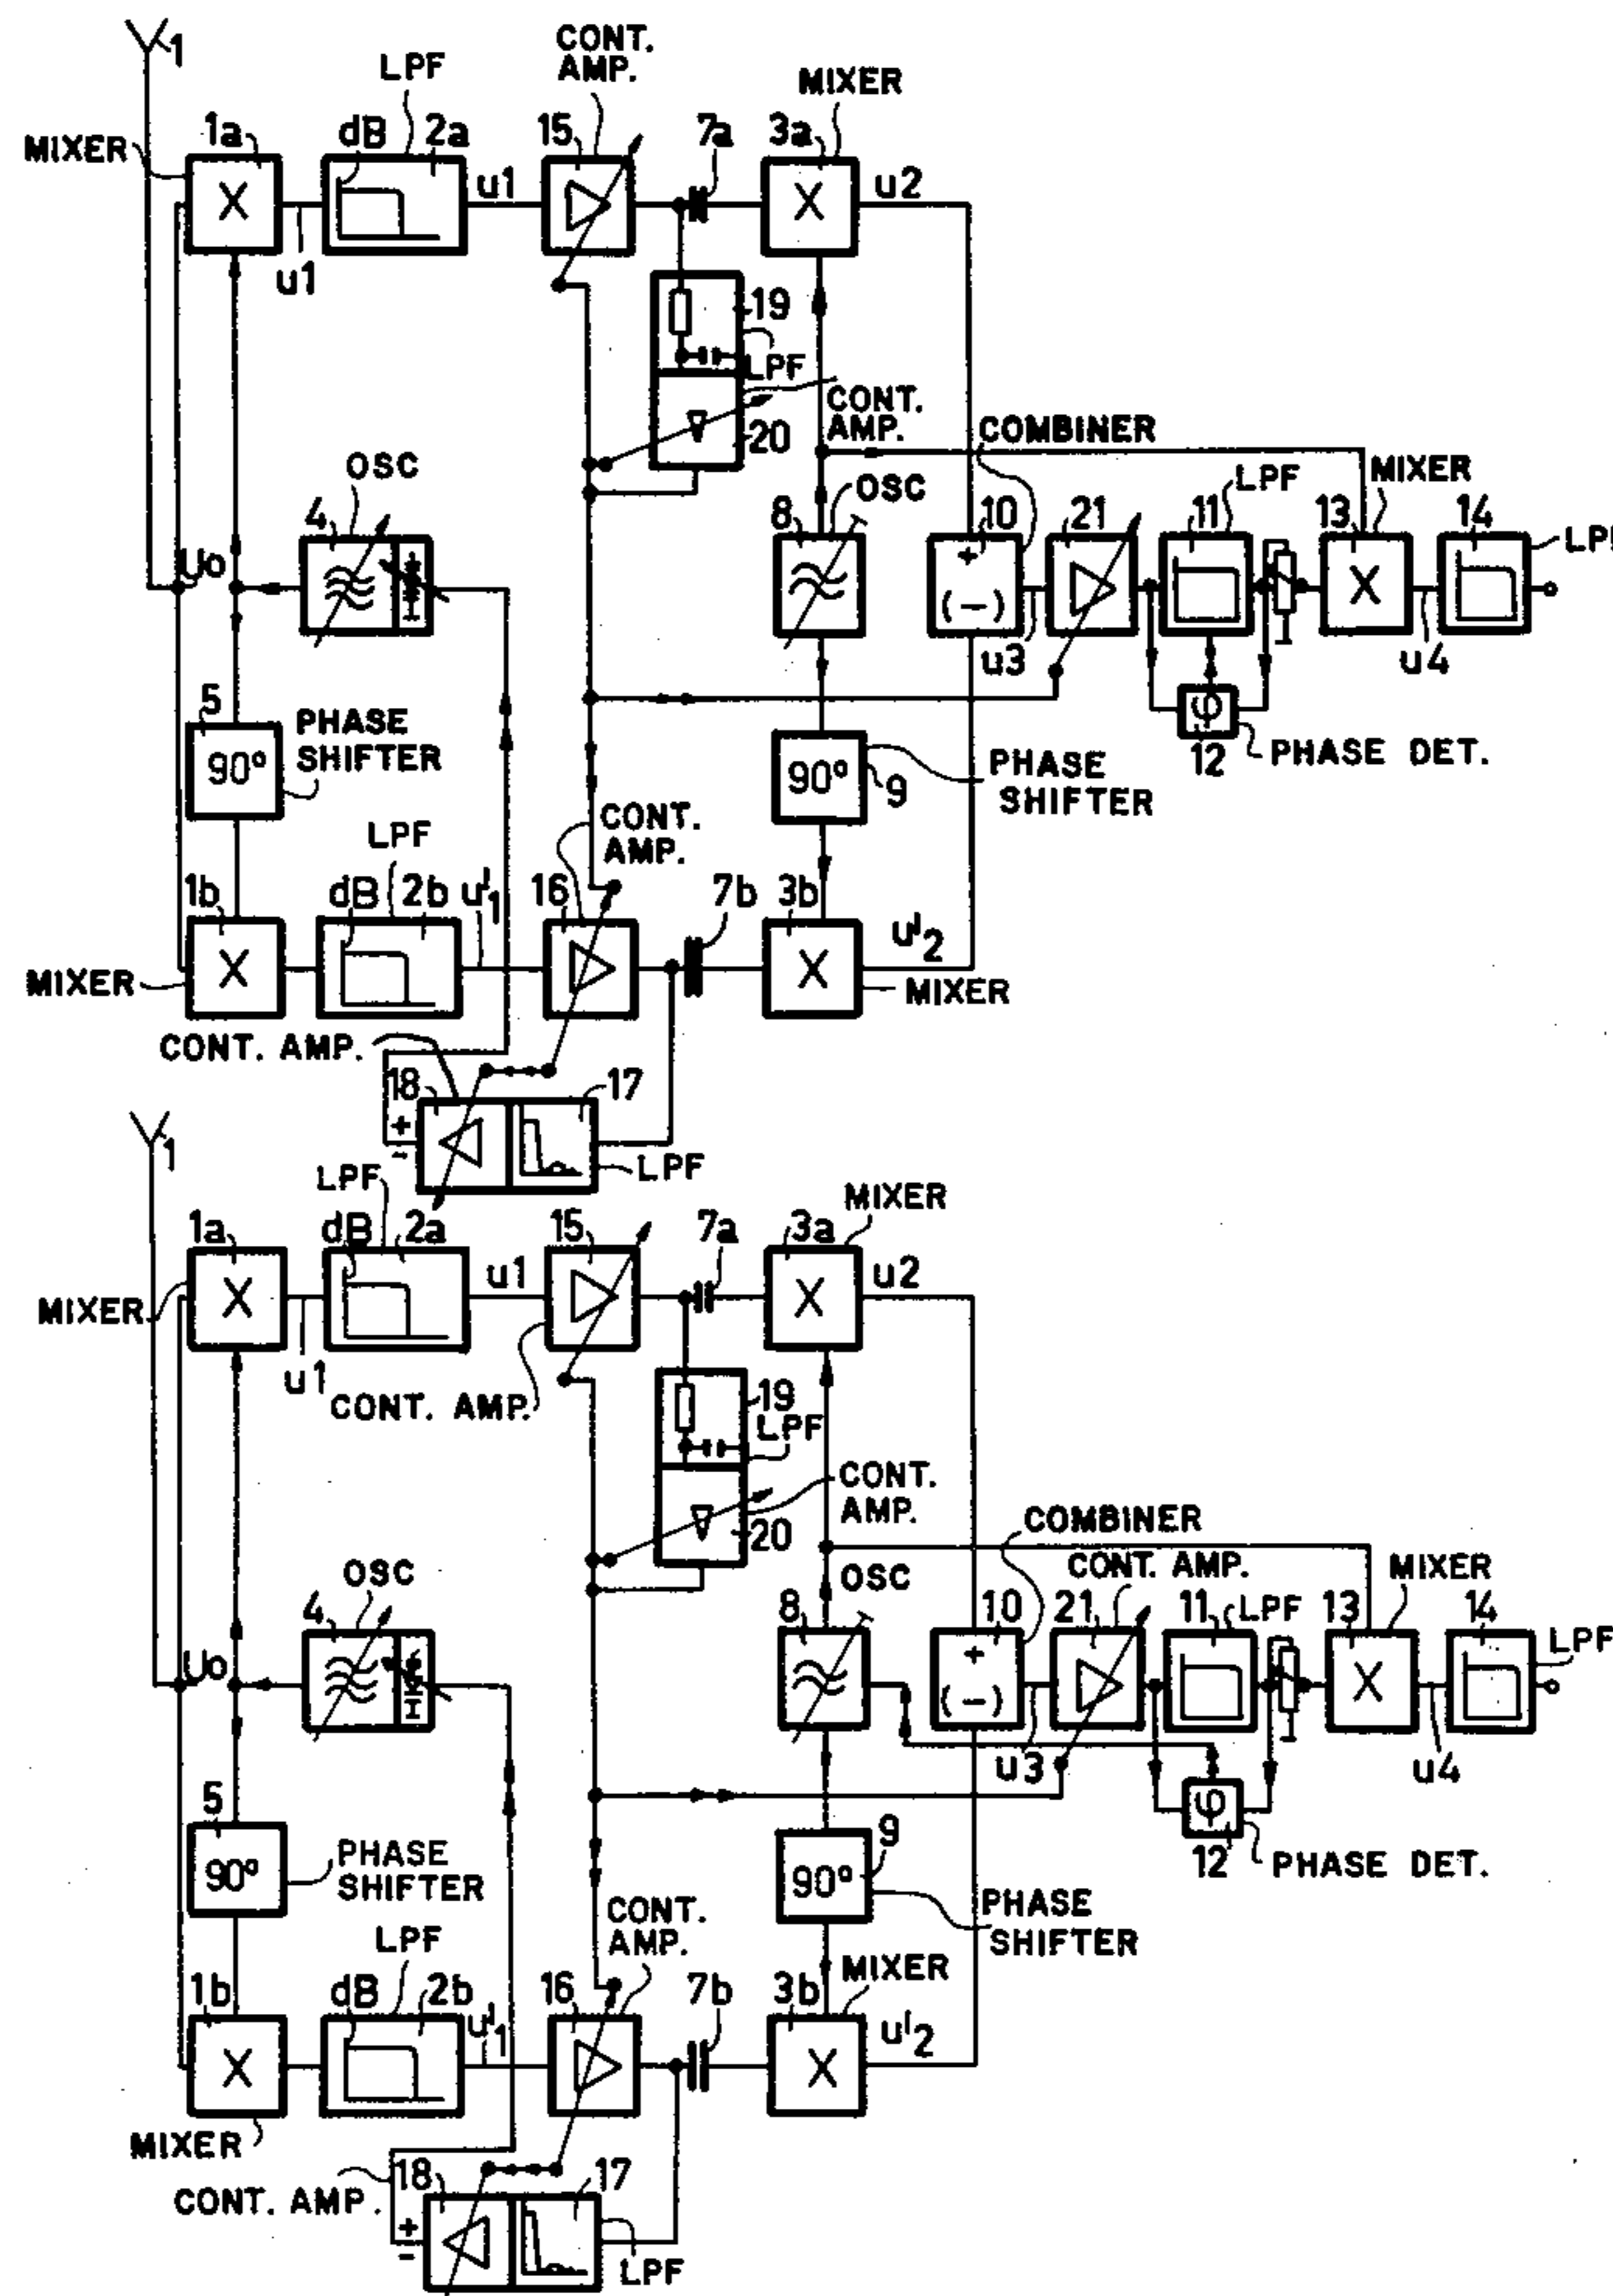 1
CONT.
AMP.
LPF
MIXER
MIXER
1a
dB
2a
15
7a
3a
X
u1
u2
u1
X
19
LPF
CONT.
AMP.
20
COMBINER
OSC
OSC
MIXER
LPF
4
8
10
21
11
13
14
Uo
+
(-)
X
u3
u4
5
90°
PHASE
SHIFTER
90°
9
PHASE
SHIFTER
φ
12
PHASE DET.
LPF
CONT.
AMP.
1b
dB
2b
u'1
16
7b
3b
u'2
X
X
MIXER
MIXER
CONT. AMP.
18
17
+
-
LPF
1
LPF
MIXER
1a
dB
2a
15
7a
3a
X
u1
X
u2
MIXER
u1
CONT. AMP.
19
LPF
CONT.
AMP.
20
COMBINER
OSC
OSC
CONT. AMP.
MIXER
4
8
10
21
11
LPF
13
14
LPF
Uo
+
(-)
X
u3
u4
5
90°
PHASE
SHIFTER
9
90°
PHASE
SHIFTER
φ
12
PHASE DET.
CONT.
AMP.
LPF
MIXER
1b
dB
2b
u'1
16
7b
3b
u'2
X
X
MIXER
CONT. AMP.
18
17
+
-
LPF